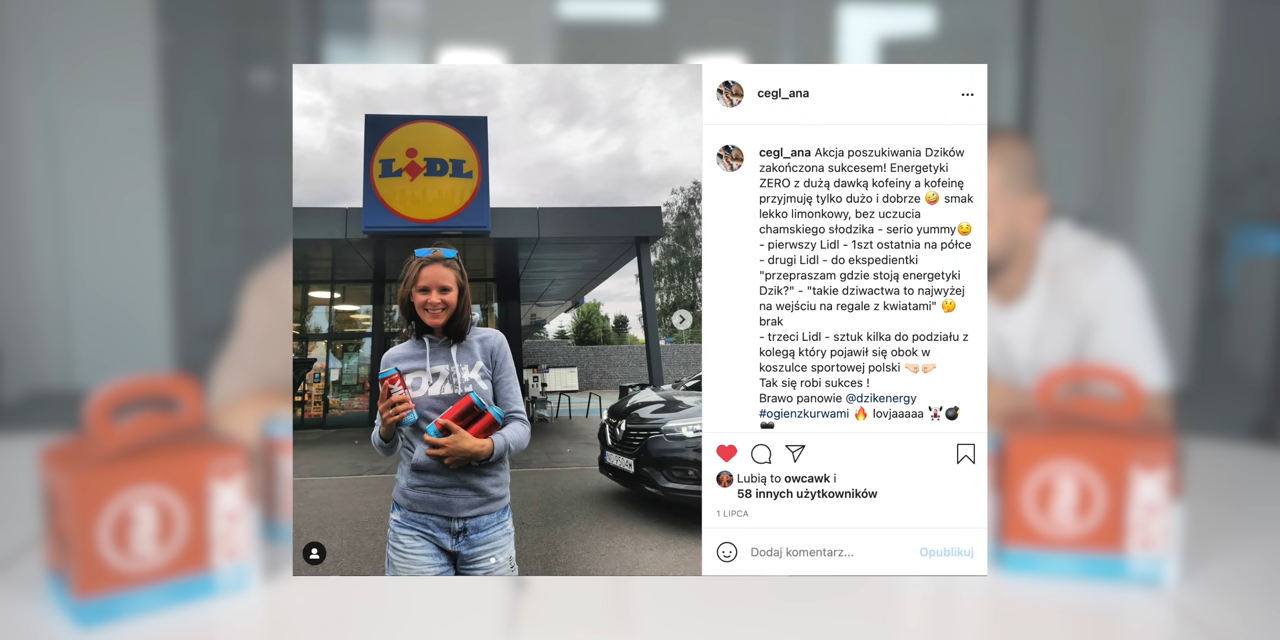 LIDL
DZIK
cegl_ana
cegl_ana Akcja poszukiwania Dzików
zakończona sukcesem! Energetyki
ZERO z dużą dawką kofeiny a kofeinę
przyjmuję tylko dużo i dobrze 🤪 smak
lekko limonkowy, bez uczucia
chamskiego słodzika - serio yummy😋
- pierwszy Lidl - 1szt ostatnia na półce
- drugi Lidl - do ekspedientki
"przepraszam gdzie stoją energetyki
Dzik?" - "takie dziwactwa to najwyżej
na wejściu na regale z kwiatami" 🤔
brak
- trzeci Lidl - sztuk kilka do podziału z
kolegą który pojawił się obok w
koszulce sportowej polski 🤜🏻🤛🏻
Tak się robi sukces !
Brawo panowie @dzikenergy
#ogienzkurwami 🔥 lovjaaaaa 🏋🏻‍♀️💣
🖤
Lubią to owcawk i
58 innych użytkowników
1 LIPCA
Dodaj komentarz...
Opublikuj